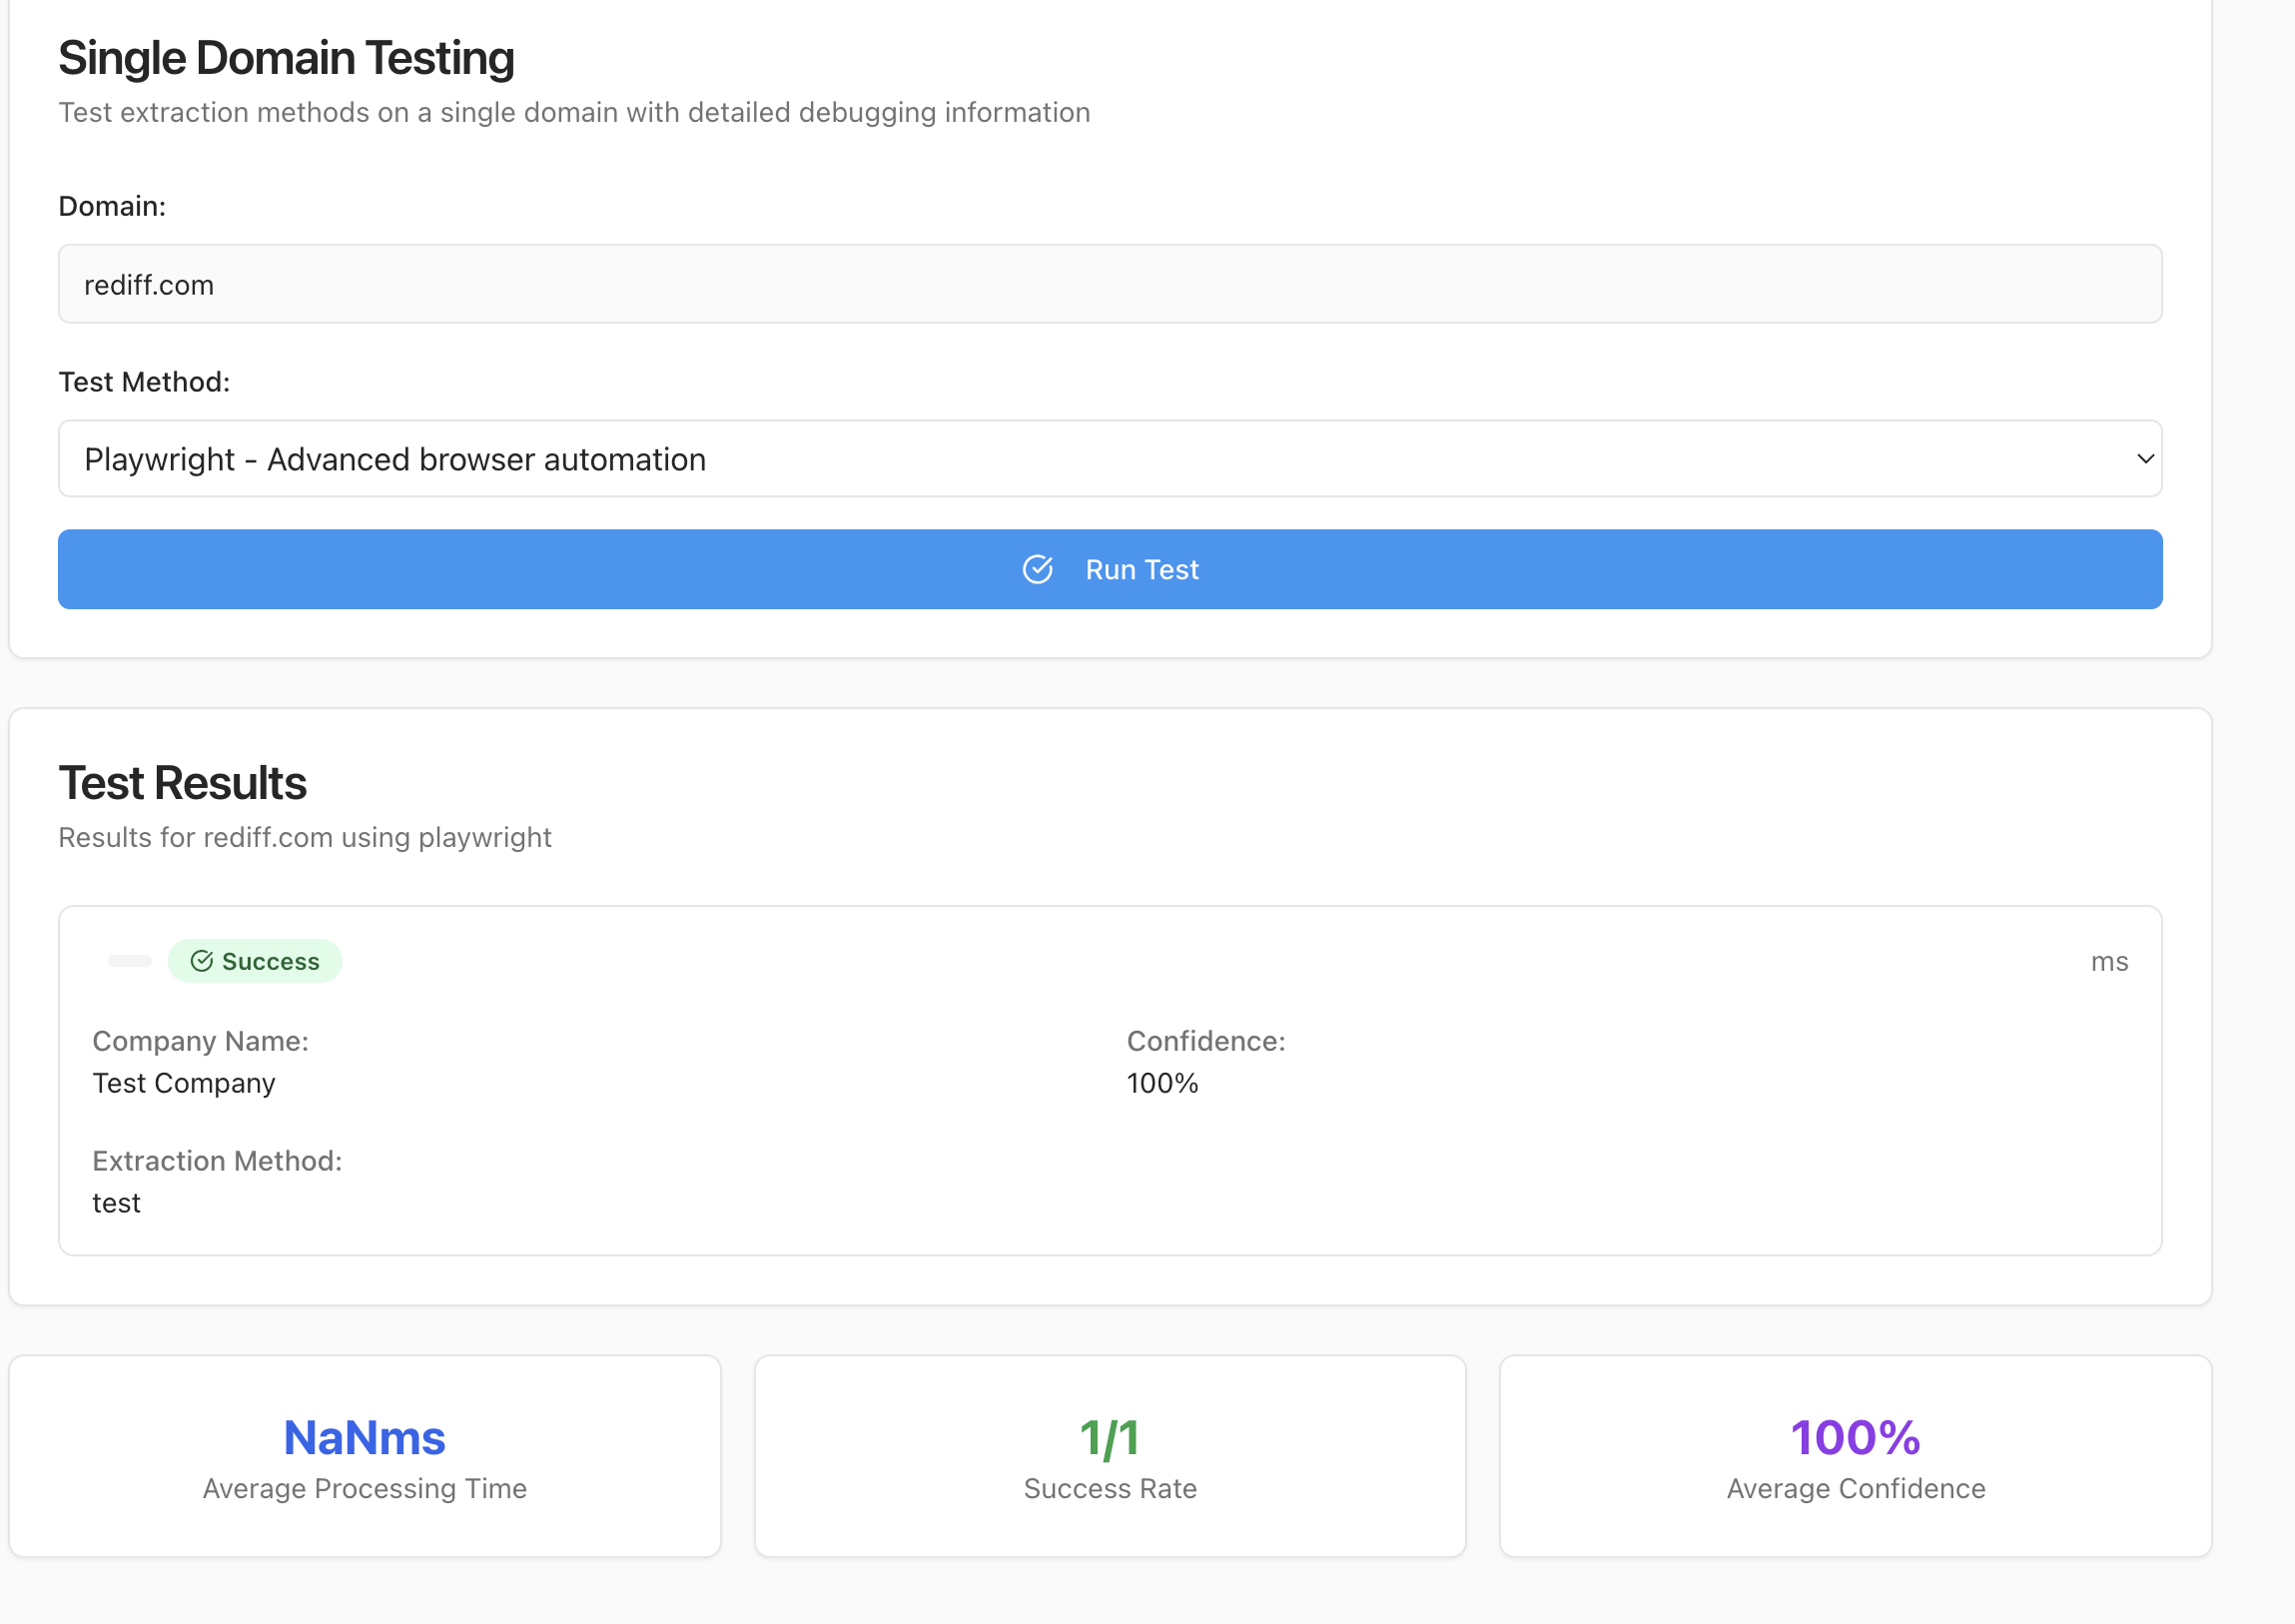 Single Domain Testing
Test extraction methods on a single domain with detailed debugging information
Domain:
rediff.com
Test Method:
Playwright - Advanced browser automation
Run Test
Test Results
Results for rediff.com using playwright
Success
ms
Company Name:
Confidence:
Test Company
100%
Extraction Method:
test
NaNms
Average Processing Time
1/1
Success Rate
100%
Average Confidence